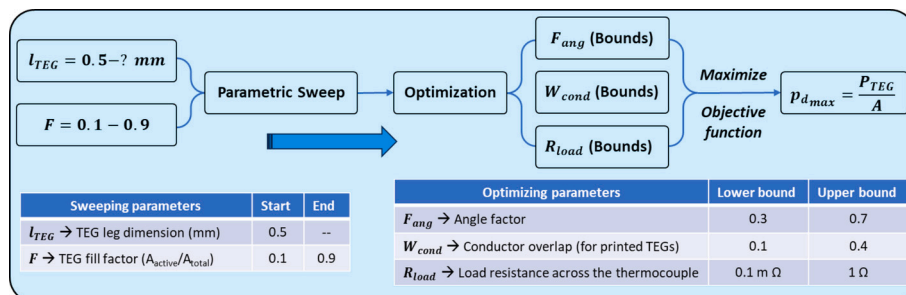 l_TEG = 0.5–? mm
F = 0.1 − 0.9
Parametric Sweep
Optimization
F_ang (Bounds)
W_cond (Bounds)
R_load (Bounds)
Maximize
Objective
function
p_d_max = P_TEG / A
Sweeping parameters Start End
l_TEG → TEG leg dimension (mm) 0.5 --
F → TEG fill factor (A_active/A_total) 0.1 0.9
Optimizing parameters Lower bound Upper bound
F_ang → Angle factor 0.3 0.7
W_cond → Conductor overlap (for printed TEGs) 0.1 0.4
R_load → Load resistance across the thermocouple 0.1 m Ω 1 Ω